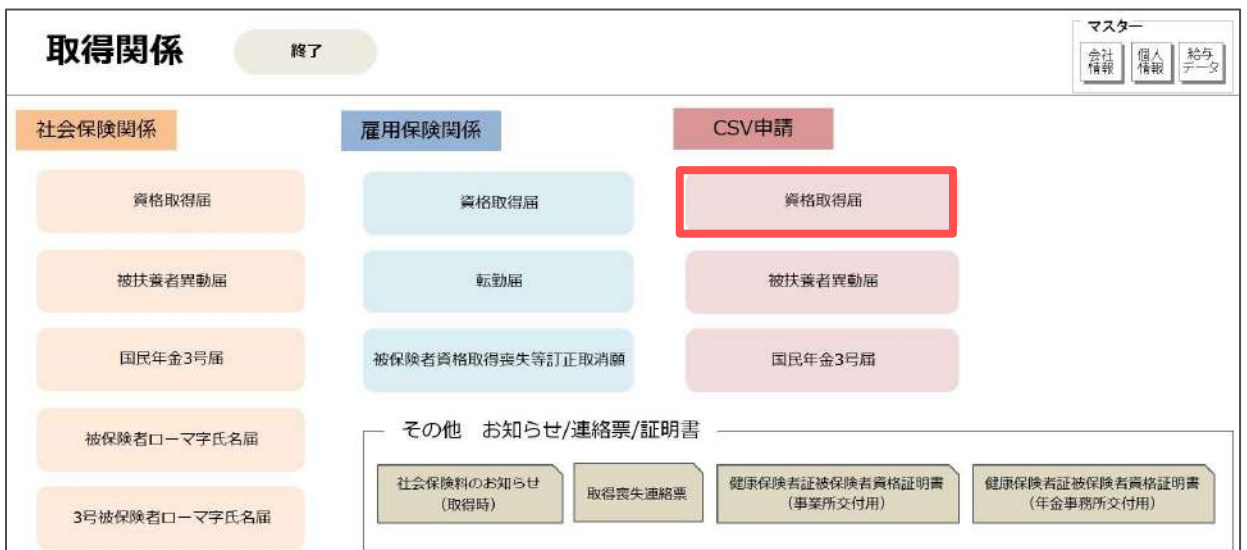 取得関係
終了
マスター
会社
情報
個人
情報
給与
データ
社会保険関係
雇用保険関係
CSV申請
資格取得届
資格取得届
資格取得届
被扶養者異動届
転勤届
被扶養者異動届
国民年金3号届
被保険者資格取得喪失等訂正取消願
国民年金3号届
被保険者ローマ字氏名届
3号被保険者ローマ字氏名届
その他　お知らせ/連絡票/証明書
社会保険料のお知らせ
(取得時)
取得喪失連絡票
健康保険者証被保険者資格証明書
(事業所交付用)
健康保険者証被保険者資格証明書
(年金事務所交付用)